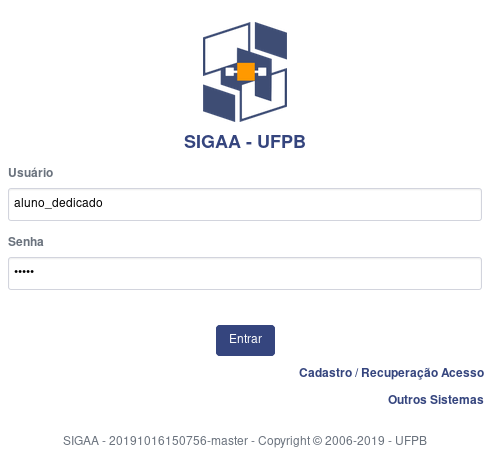 SIGAA - UFPB
Usuário
aluno_dedicado
Senha
•••••
Entrar
Cadastro / Recuperação Acesso
Outros Sistemas
SIGAA - 20191016150756-master - Copyright © 2006-2019 - UFPB